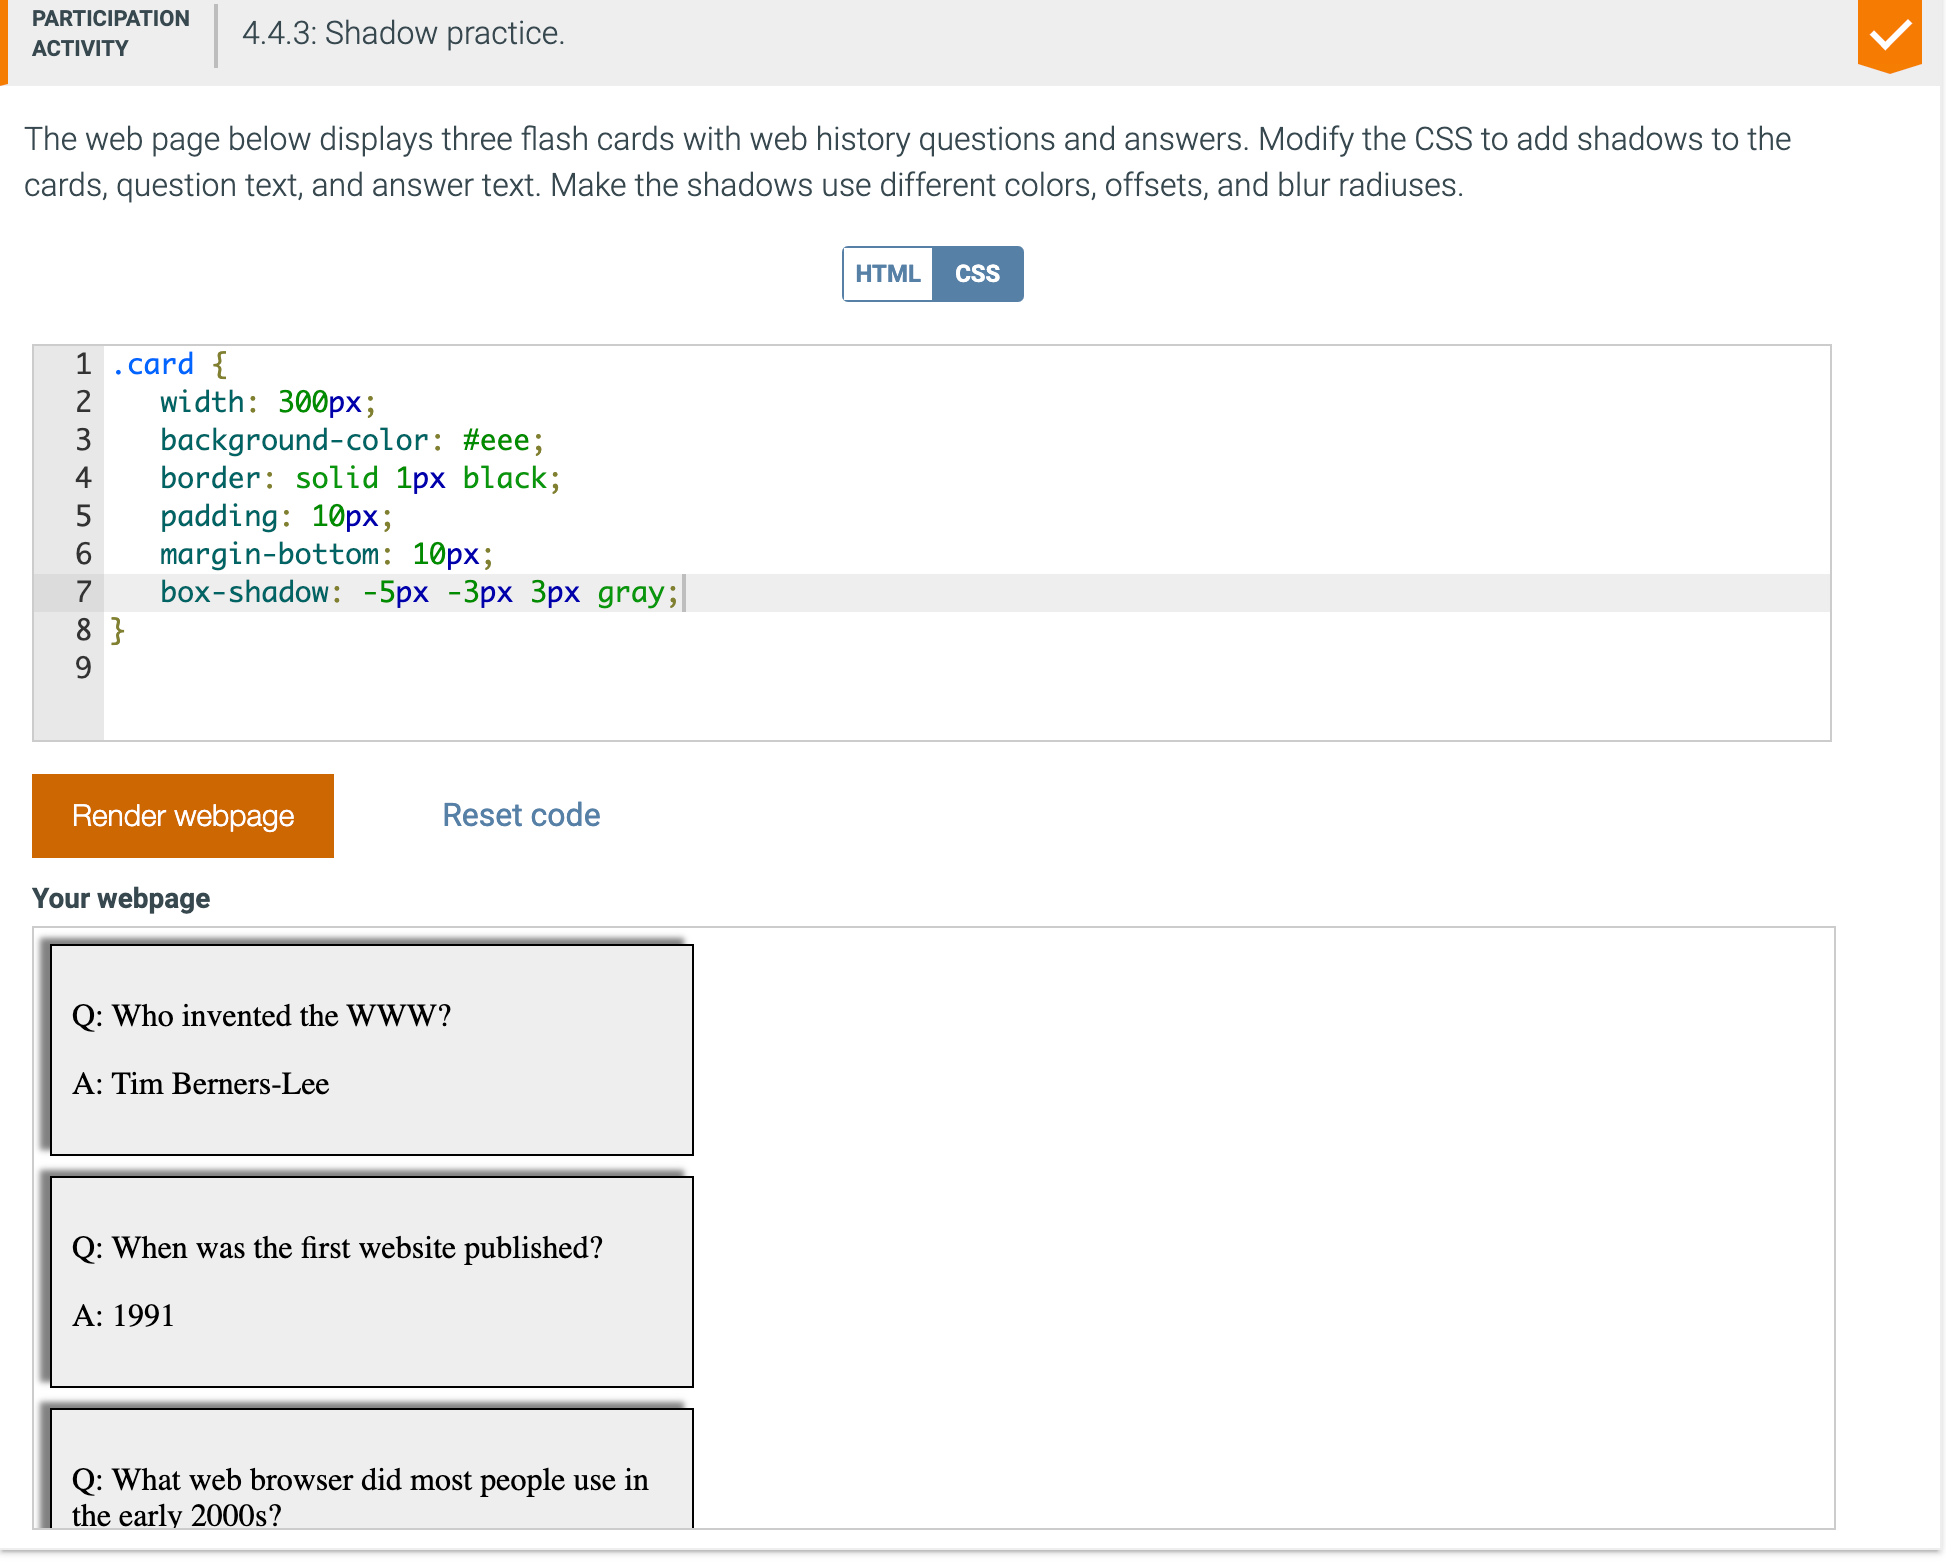 PARTICIPATION
ACTIVITY
4.4.3: Shadow practice.
The web page below displays three flash cards with web history questions and answers. Modify the CSS to add shadows to the
cards, question text, and answer text. Make the shadows use different colors, offsets, and blur radiuses.
HTML CSS
1 .card {
2 width: 300px;
3 background-color: #eee;
4 border: solid 1px black;
5 padding: 10px;
6 margin-bottom: 10px;
7 box-shadow: -5px -3px 3px gray;
8 }
9
Render webpage Reset code
Your webpage
Q: Who invented the WWW?
A: Tim Berners-Lee
Q: When was the first website published?
A: 1991
Q: What web browser did most people use in
the early 2000s?